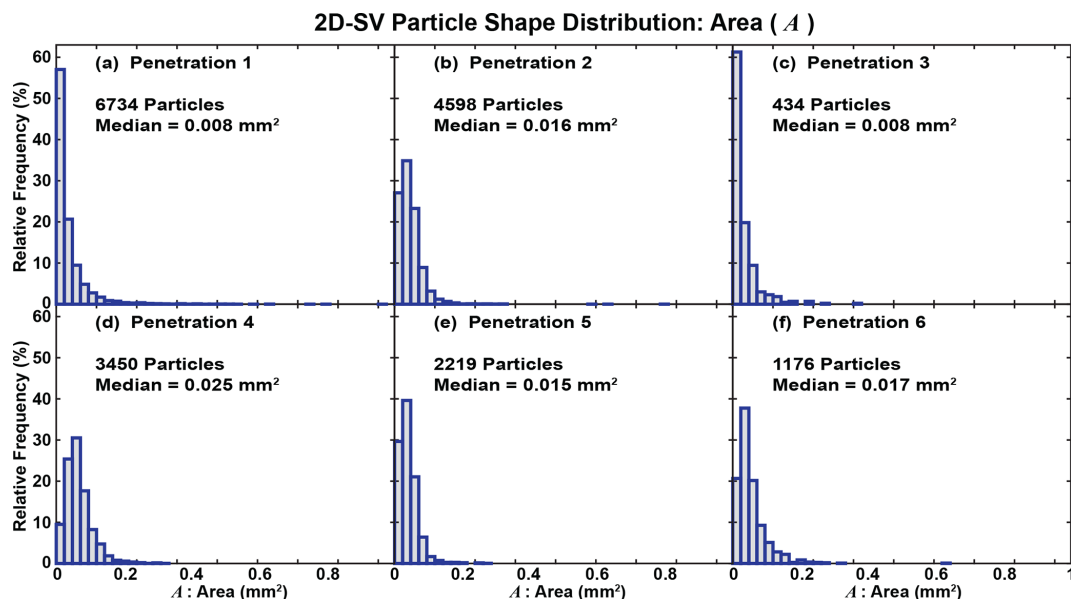 2D-SV Particle Shape Distribution: Area ( A )
60
50
40
30
20
10
0
Relative Frequency (%)
(a) Penetration 1
6734 Particles
Median = 0.008 mm²
(b) Penetration 2
4598 Particles
Median = 0.016 mm²
(c) Penetration 3
434 Particles
Median = 0.008 mm²
60
50
40
30
20
10
0
Relative Frequency (%)
(d) Penetration 4
3450 Particles
Median = 0.025 mm²
(e) Penetration 5
2219 Particles
Median = 0.015 mm²
(f) Penetration 6
1176 Particles
Median = 0.017 mm²
0 0.2 0.4 0.6 0.8
0 0.2 0.4 0.6 0.8
0 0.2 0.4 0.6 0.8 1
A : Area (mm²)
A : Area (mm²)
A : Area (mm²)